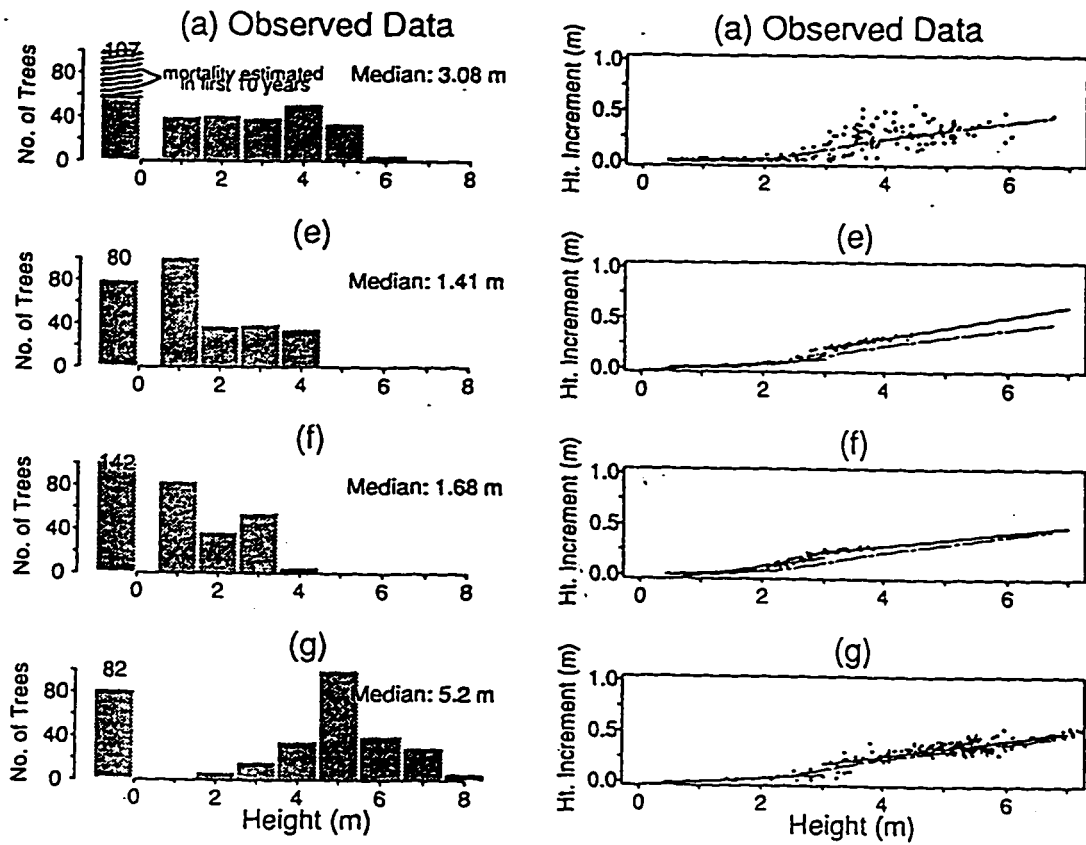 (a) Observed Data
107
No. of Trees
80
40
0
mortality estimated
in first 10 years
Median: 3.08 m
0 2 4 6 8
(a) Observed Data
Ht. Increment (m)
1.0
0.5
0.0
0 2 4 6
(e)
80
No. of Trees
80
40
0
Median: 1.41 m
0 2 4 6 8
(e)
Ht. Increment (m)
1.0
0.5
0.0
0 2 4 6
(f)
No. of Trees
80
40
0
Median: 1.68 m
0 2 4 6 8
(f)
Ht. Increment (m)
1.0
0.5
0.0
0 2 4 6
(g)
82
No. of Trees
80
40
0
Median: 5.2 m
0 2 4 6 8
Height (m)
(g)
Ht. Increment (m)
1.0
0.5
0.0
0 2 4 6
Height (m)